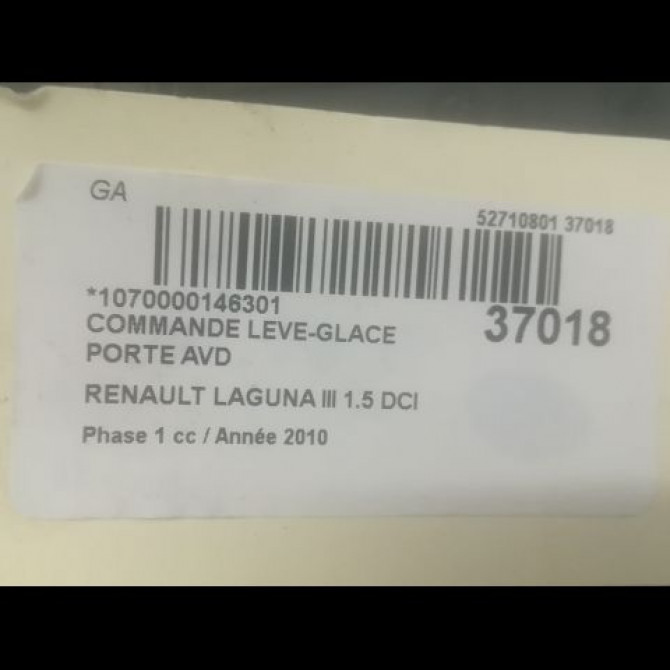 GA
52710801 37018
*1070000146301
37018
COMMANDE LEVE-GLACE
PORTE AVD
RENAULT LAGUNA III 1.5 DCI
Phase 1 cc / Année 2010